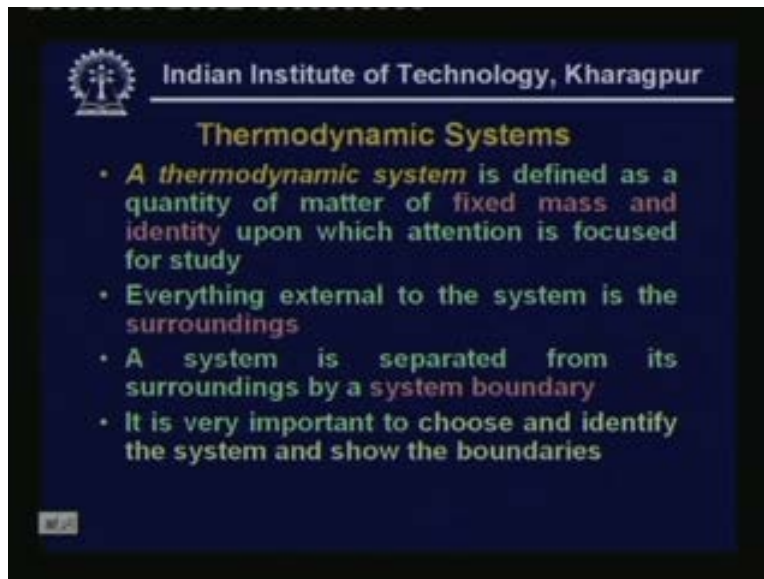 Indian Institute of Technology, Kharagpur
Thermodynamic Systems
• A thermodynamic system is defined as a
quantity of matter of fixed mass and
identity upon which attention is focused
for study
• Everything external to the system is the
surroundings
• A system is separated from its
surroundings by a system boundary
• It is very important to choose and identify
the system and show the boundaries